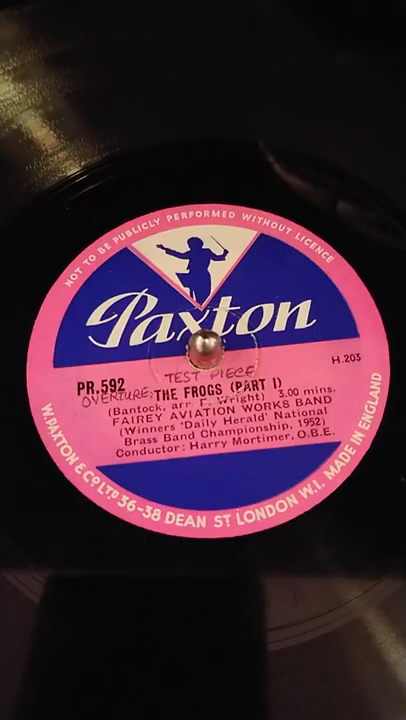 NOT TO BE PUBLICLY PERFORMED WITHOUT LICENCE
Paxton
H.203
TEST PIECE
PR.592
OVERTURE: THE FROGS (PART I) 3.00 mins.
(Bantock, arr F. Wright)
FAIREY AVIATION WORKS BAND
(Winners 'Daily Herald' National
Brass Band Championship, 1952)
Conductor: Harry Mortimer, O.B.E.
W. PAXTON & CO LTD 36-38 DEAN ST LONDON W.I. MADE IN ENGLAND